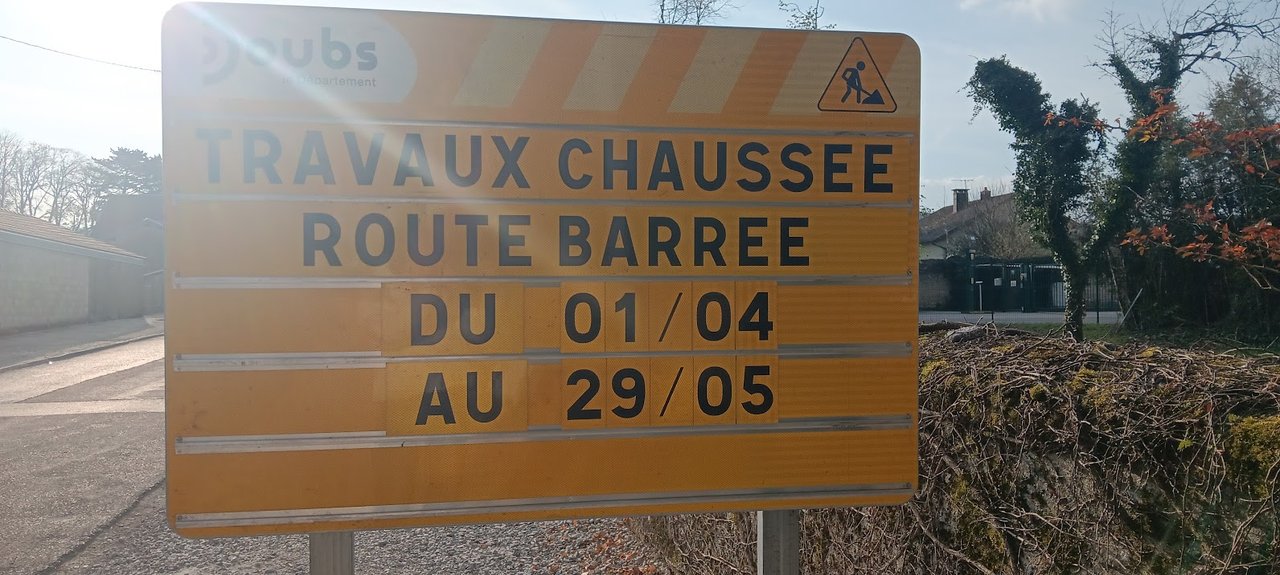 Doubs
le Département
TRAVAUX CHAUSSEE
ROUTE BARREE
DU 01/04
AU 29/05